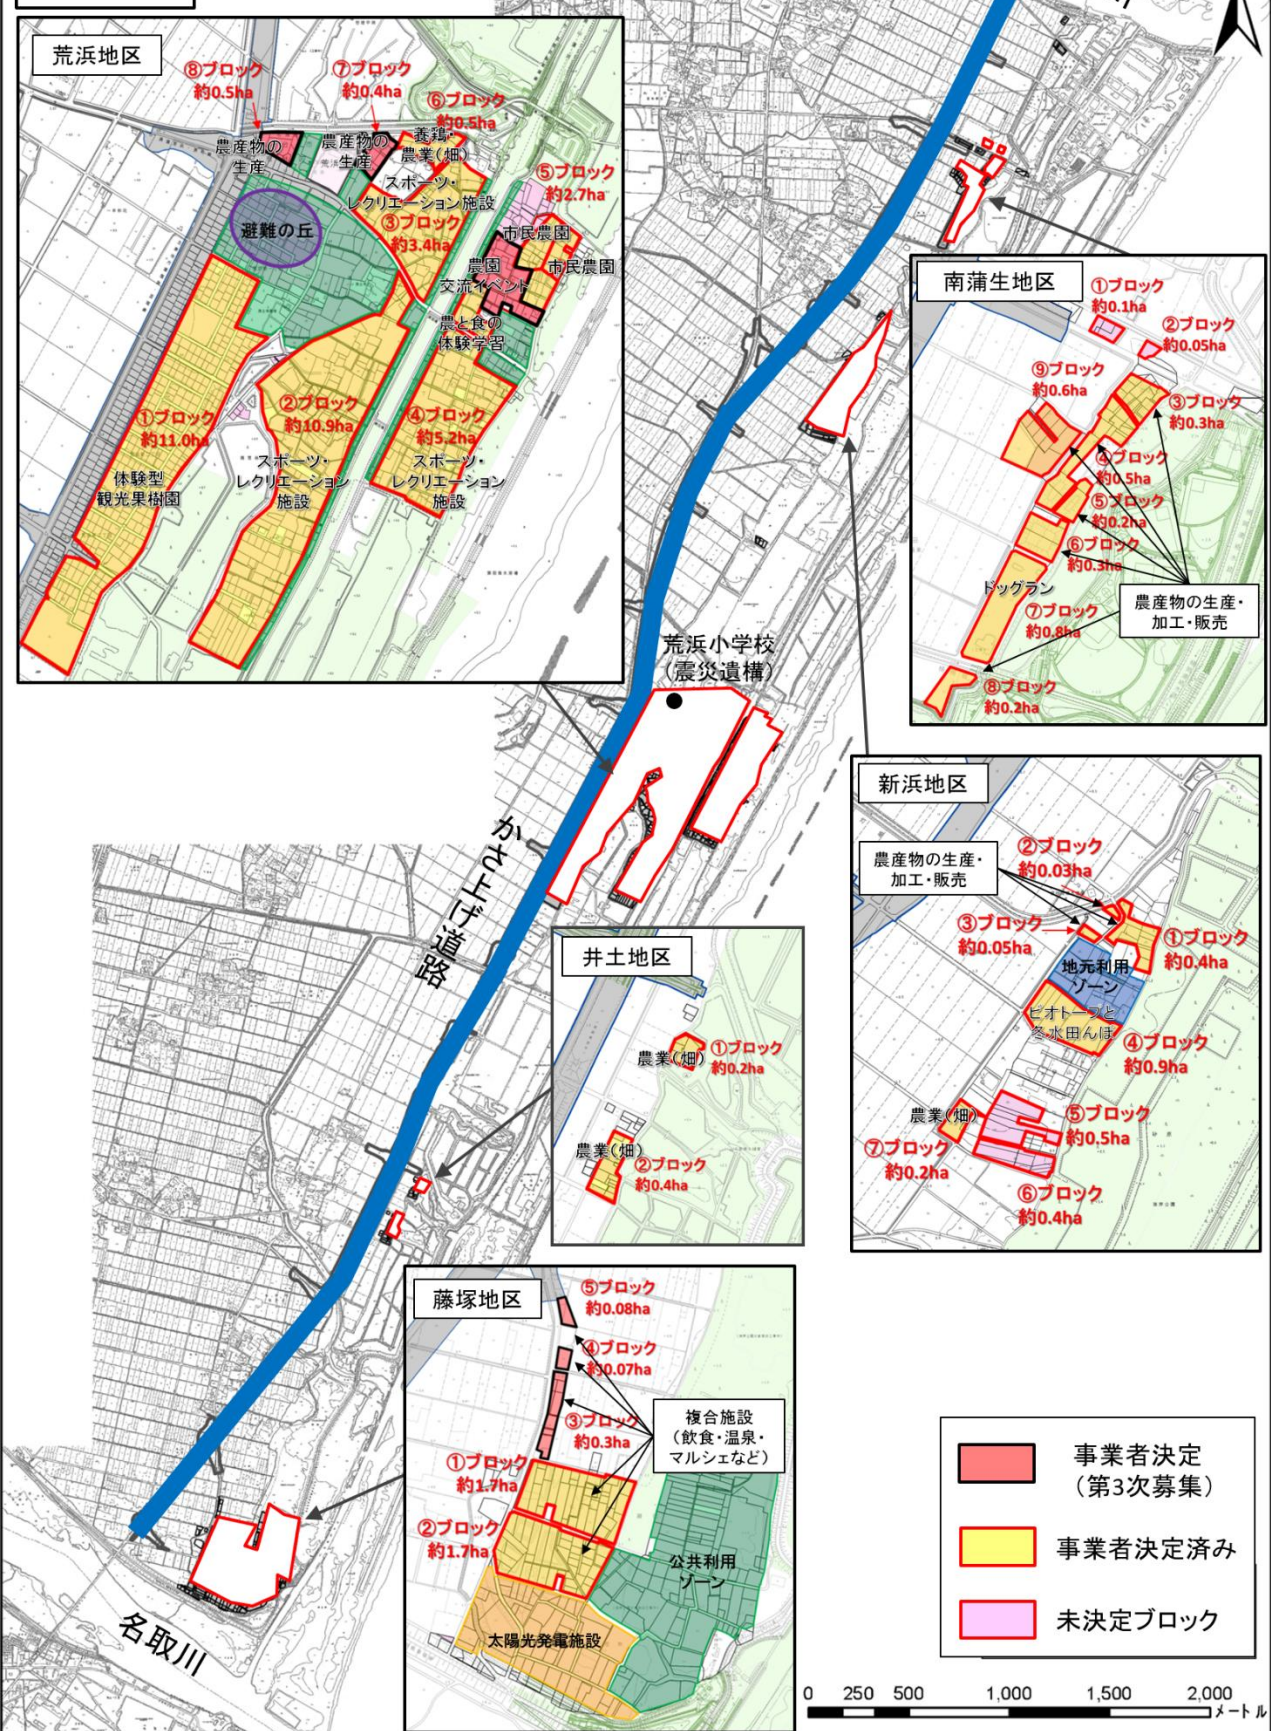 荒浜地区
⑧ブロック
約0.5ha
⑦ブロック
約0.4ha
⑥ブロック
約0.5ha
農産物の
生産
農産物の
生産
養鶏・
農業(畑)
スポーツ・
レクリエーション施設
③ブロック
約3.4ha
⑤ブロック
約2.7ha
市民農園
市民農園
農園
交流イベント
農と食の
体験学習
避難の丘
①ブロック
約11.0ha
体験型
観光果樹園
②ブロック
約10.9ha
スポーツ・
レクリエーション
施設
④ブロック
約5.2ha
スポーツ・
レクリエーション
施設
南蒲生地区
①ブロック
約0.1ha
②ブロック
約0.05ha
⑨ブロック
約0.6ha
③ブロック
約0.3ha
④ブロック
約0.5ha
⑤ブロック
約0.2ha
⑥ブロック
約0.3ha
ドッグラン
⑦ブロック
約0.8ha
農産物の生産・
加工・販売
⑧ブロック
約0.2ha
荒浜小学校
(震災遺構)
かさ上げ道路
新浜地区
農産物の生産・
加工・販売
②ブロック
約0.03ha
③ブロック
約0.05ha
①ブロック
約0.4ha
地元利用
ゾーン
ビオトープと
冬水田んぼ
④ブロック
約0.9ha
農業(畑)
⑦ブロック
約0.2ha
⑤ブロック
約0.5ha
⑥ブロック
約0.4ha
井土地区
農業(畑)
①ブロック
約0.2ha
農業(畑)
②ブロック
約0.4ha
藤塚地区
⑤ブロック
約0.08ha
④ブロック
約0.07ha
③ブロック
約0.3ha
複合施設
(飲食・温泉・
マルシェなど)
①ブロック
約1.7ha
②ブロック
約1.7ha
公共利用
ゾーン
太陽光発電施設
名取川
事業者決定
(第3次募集)
事業者決定済み
未決定ブロック
0 250 500 1,000 1,500 2,000
メートル